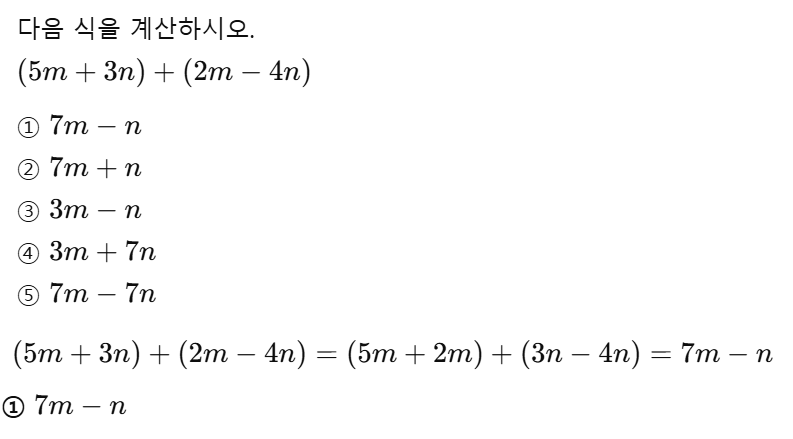 다음 식을 계산하시오.
(5m + 3n) + (2m − 4n)
① 7m − n
② 7m + n
③ 3m − n
④ 3m + 7n
⑤ 7m − 7n
(5m + 3n) + (2m − 4n) = (5m + 2m) + (3n − 4n) = 7m − n
① 7m − n